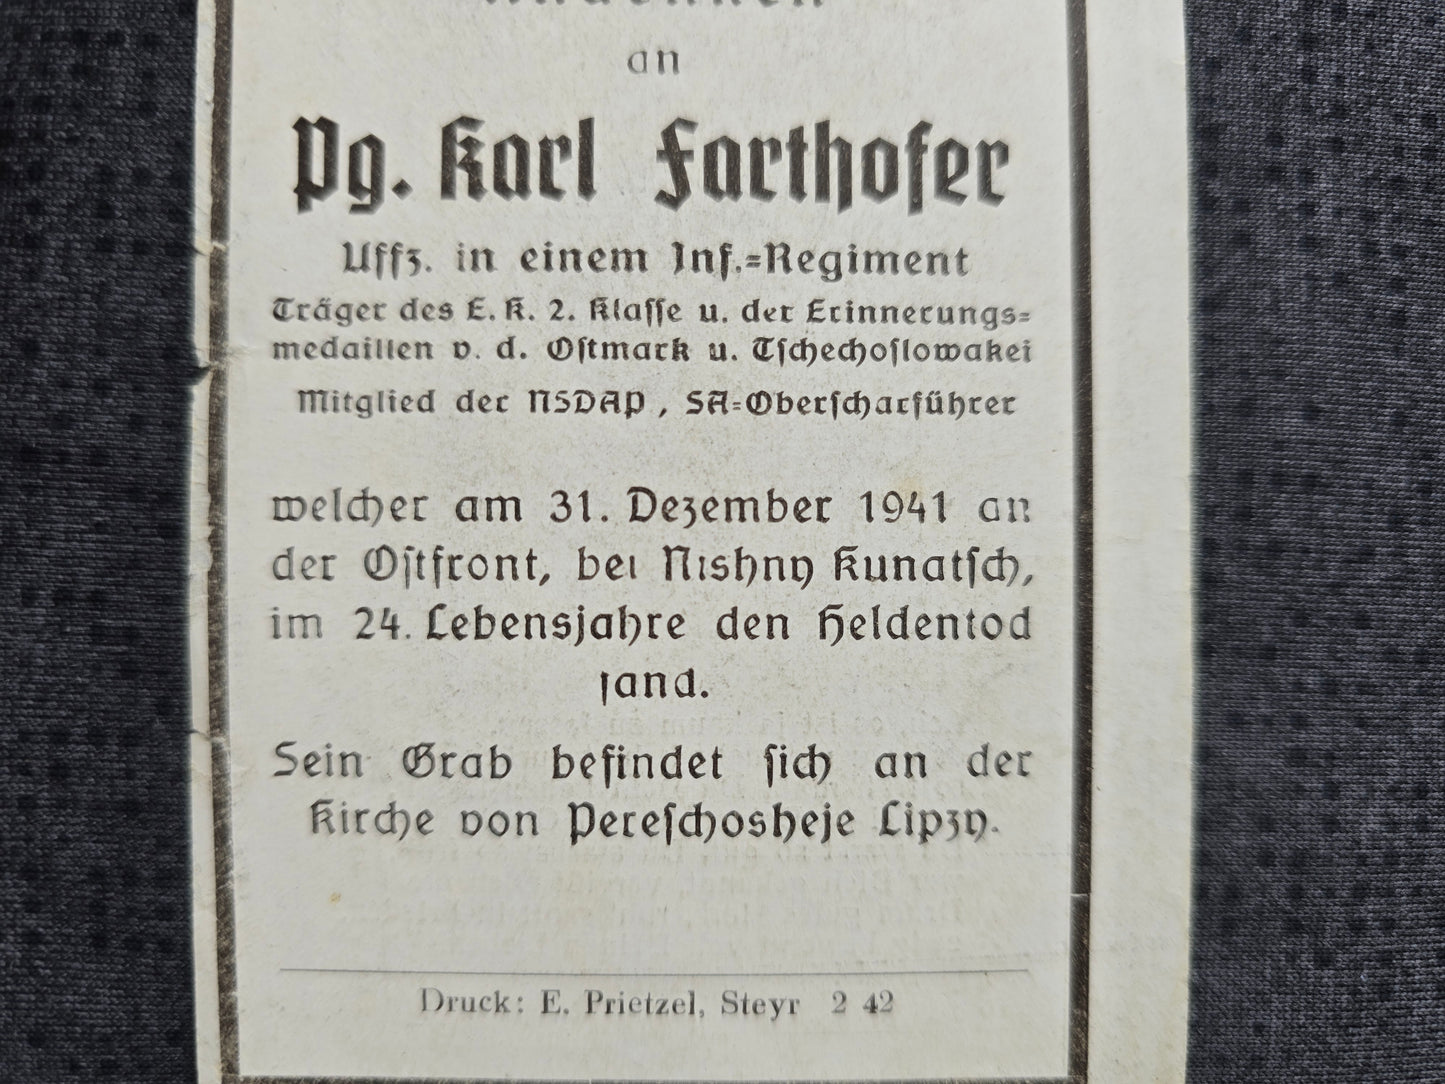 Andenken
an
Pg. Karl Farthofer
Uffz. in einem Inf.=Regiment
Träger des E. K. 2. Klasse u. der Erinnerungs=
medaillen v. d. Ostmark u. Tschechoslowakei
Mitglied der NSDAP, SA=Oberscharführer
welcher am 31. Dezember 1941 an
der Ostfront, bei Nishny Kunatsch,
im 24. Lebensjahre den Heldentod
fand.
Sein Grab befindet sich an der
Kirche von Pereschosheje Lipzy.
Druck: E. Prietzel, Steyr 2 42